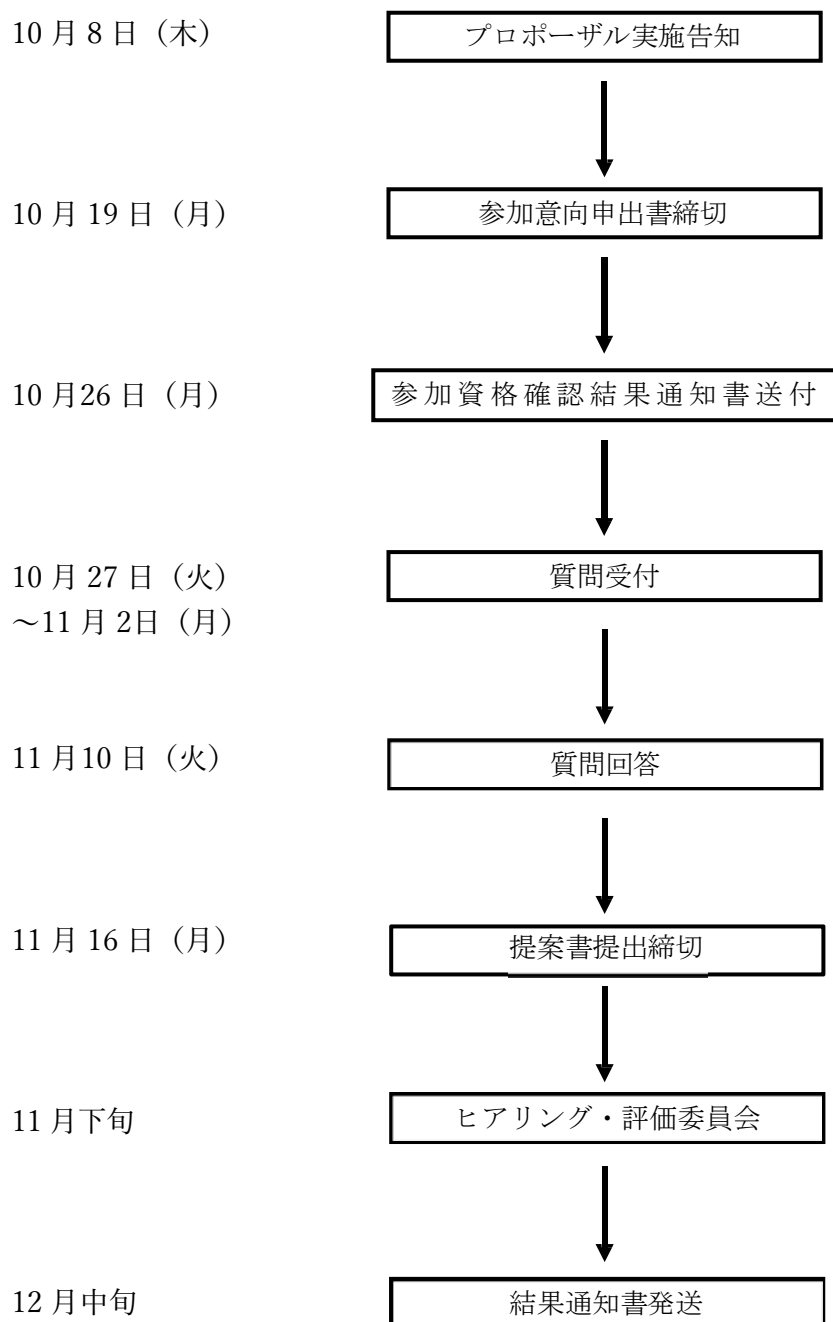 10月8日（木）
プロポーザル実施告知
10月19日（月）
参加意向申出書締切
10月26日（月）
参加資格確認結果通知書送付
10月27日（火）
～11月2日（月）
質問受付
11月10日（火）
質問回答
11月16日（月）
提案書提出締切
11月下旬
ヒアリング・評価委員会
12月中旬
結果通知書発送